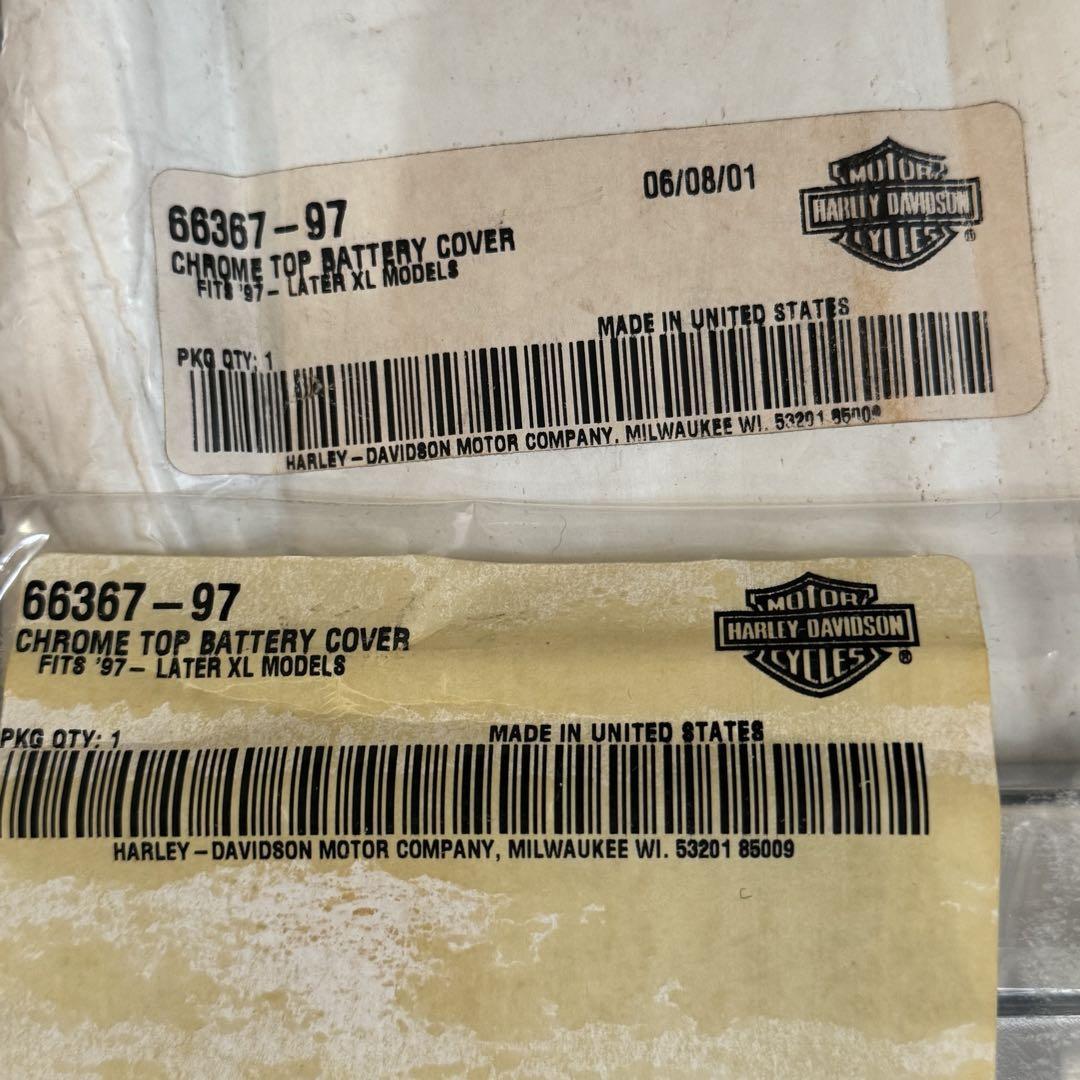 66367-97
06/08/01
CHROME TOP BATTERY COVER
FITS '97- LATER XL MODELS
MOTOR
HARLEY-DAVIDSON
CYCLES
®
MADE IN UNITED STATES
PKG QTY: 1
HARLEY-DAVIDSON MOTOR COMPANY, MILWAUKEE WI. 53201 85009
66367-97
CHROME TOP BATTERY COVER
FITS '97- LATER XL MODELS
MOTOR
HARLEY-DAVIDSON
CYCLES
®
PKG QTY: 1
MADE IN UNITED STATES
HARLEY-DAVIDSON MOTOR COMPANY, MILWAUKEE WI. 53201 85009